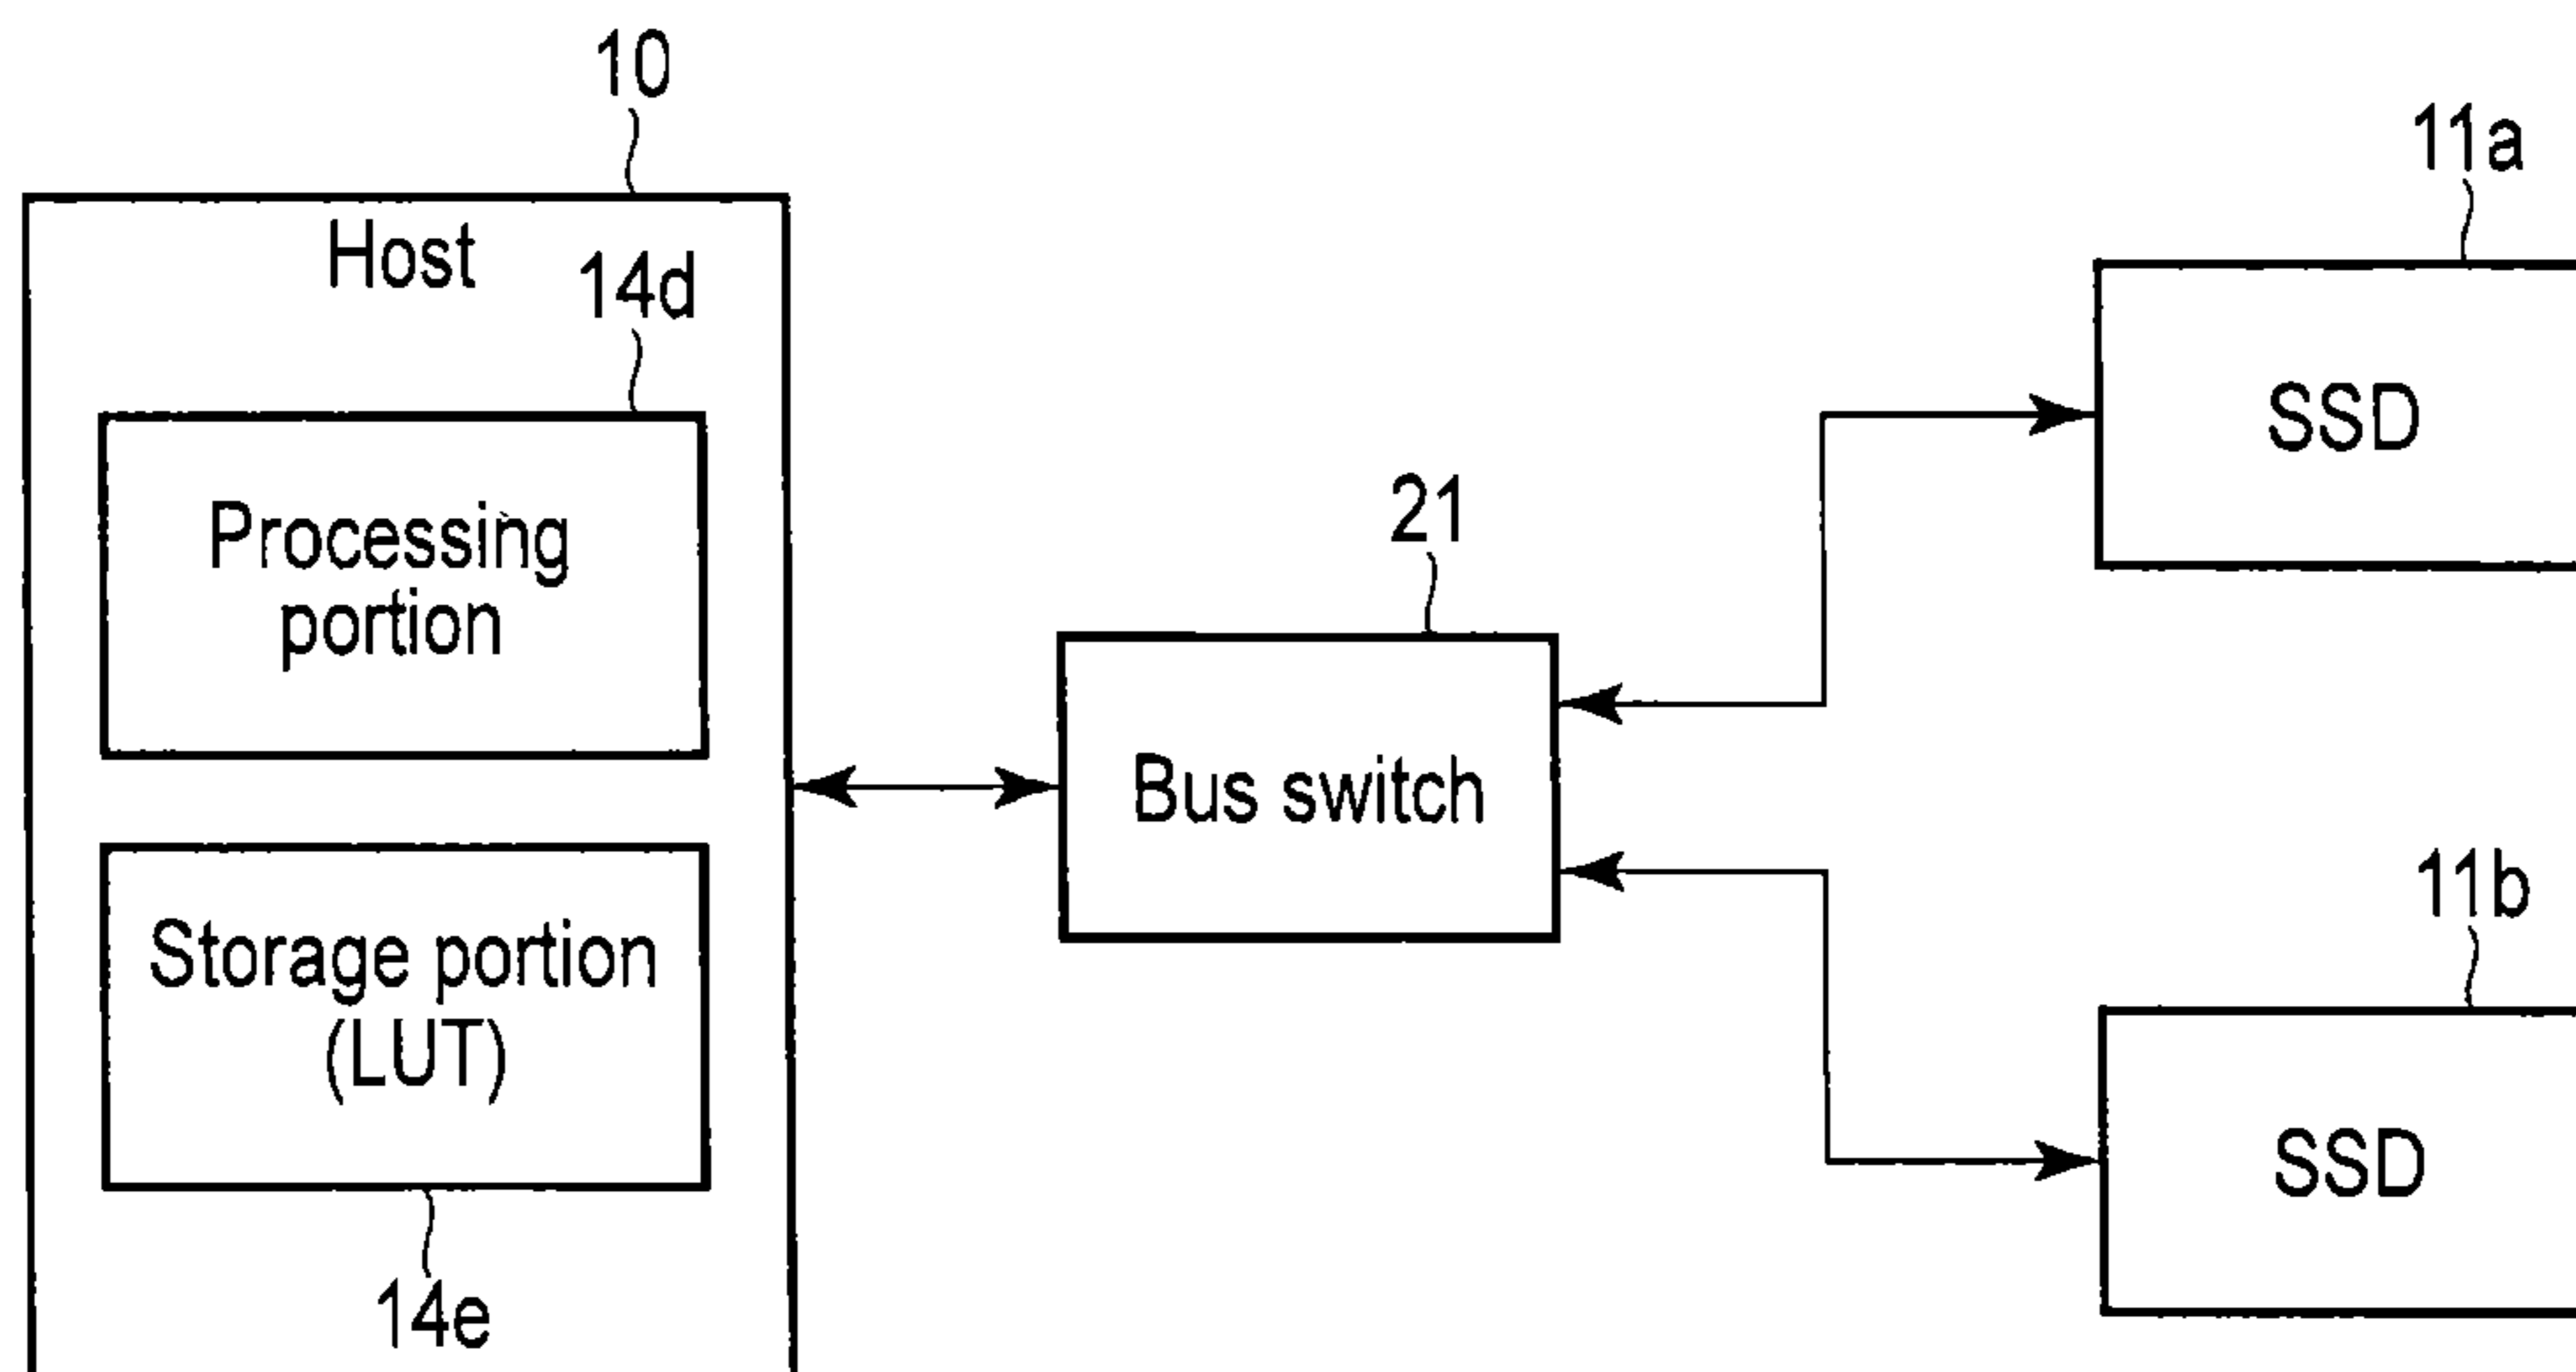 10
Host
14d
Processing
portion
Storage portion
(LUT)
14e
21
Bus switch
11a
SSD
11b
SSD